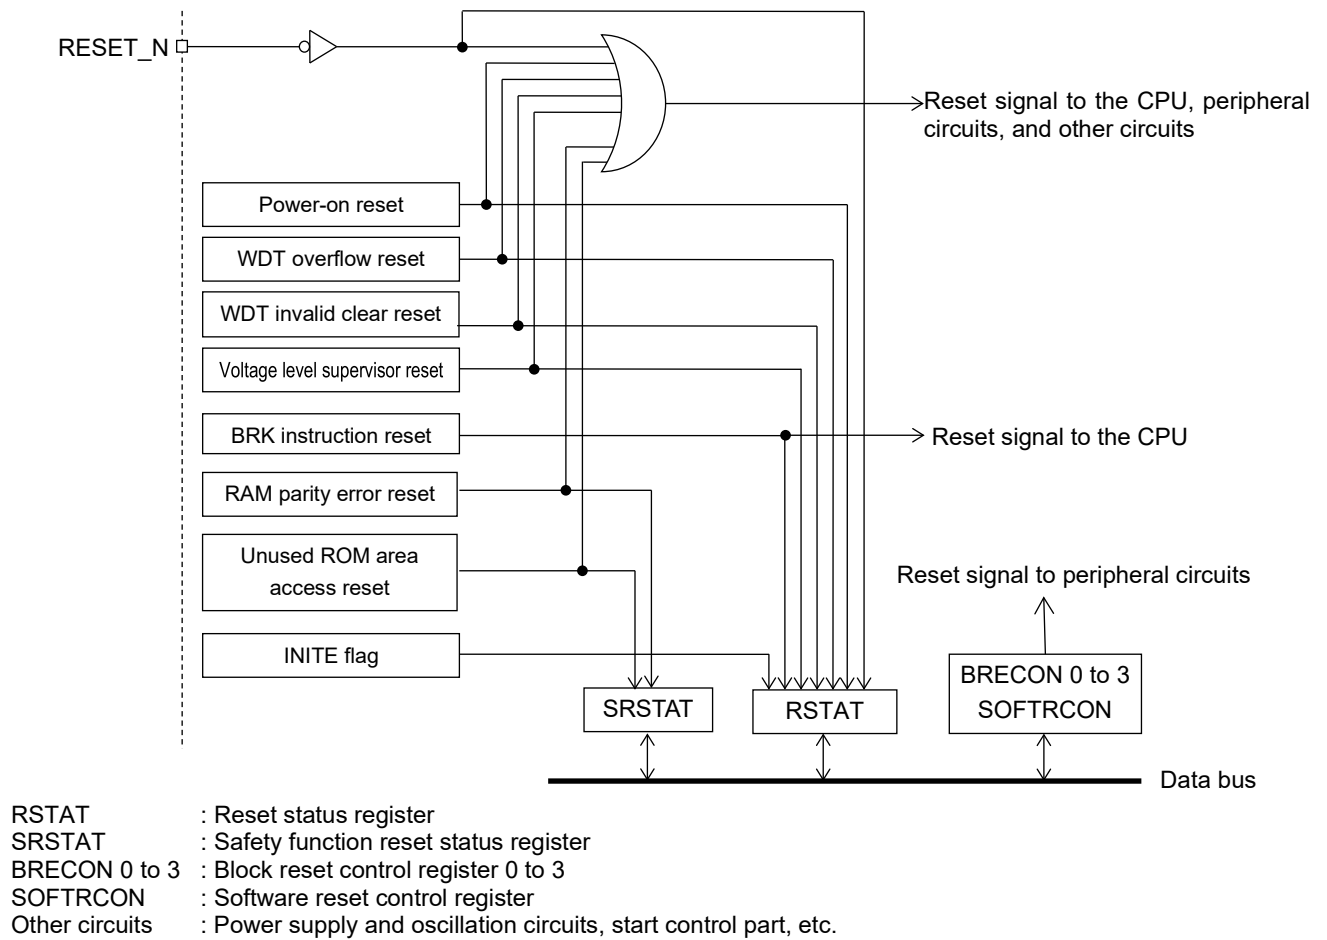 RESET_N
Reset signal to the CPU, peripheral
circuits, and other circuits
Power-on reset
WDT overflow reset
WDT invalid clear reset
Voltage level supervisor reset
BRK instruction reset
Reset signal to the CPU
RAM parity error reset
Unused ROM area
access reset
Reset signal to peripheral circuits
INITE flag
BRECON 0 to 3
SOFTRCON
SRSTAT
RSTAT
Data bus
RSTAT : Reset status register
SRSTAT : Safety function reset status register
BRECON 0 to 3 : Block reset control register 0 to 3
SOFTRCON : Software reset control register
Other circuits : Power supply and oscillation circuits, start control part, etc.